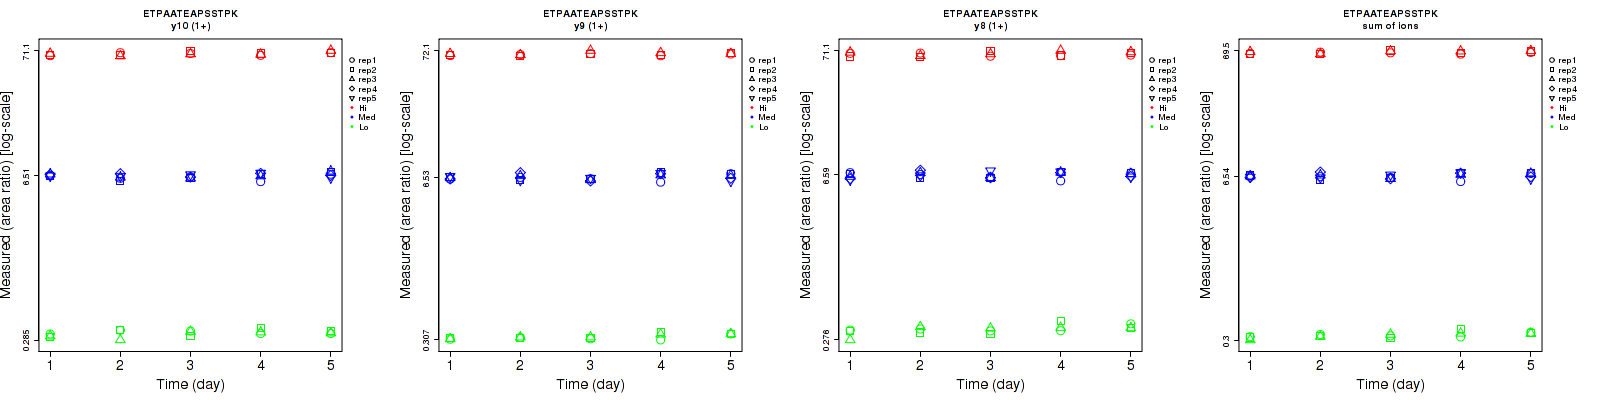 ETPAATEAPSSTPK
y10 (1+)
Measured (area ratio) [log-scale]
71.1
6.51
0.285
1 2 3 4 5
Time (day)
rep1
rep2
rep3
rep4
rep5
Hi
Med
Lo
ETPAATEAPSSTPK
y9 (1+)
Measured (area ratio) [log-scale]
72.1
6.53
0.307
1 2 3 4 5
Time (day)
rep1
rep2
rep3
rep4
rep5
Hi
Med
Lo
ETPAATEAPSSTPK
y8 (1+)
Measured (area ratio) [log-scale]
71.1
6.59
0.276
1 2 3 4 5
Time (day)
rep1
rep2
rep3
rep4
rep5
Hi
Med
Lo
ETPAATEAPSSTPK
sum of ions
Measured (area ratio) [log-scale]
69.5
6.54
0.3
1 2 3 4 5
Time (day)
rep1
rep2
rep3
rep4
rep5
Hi
Med
Lo